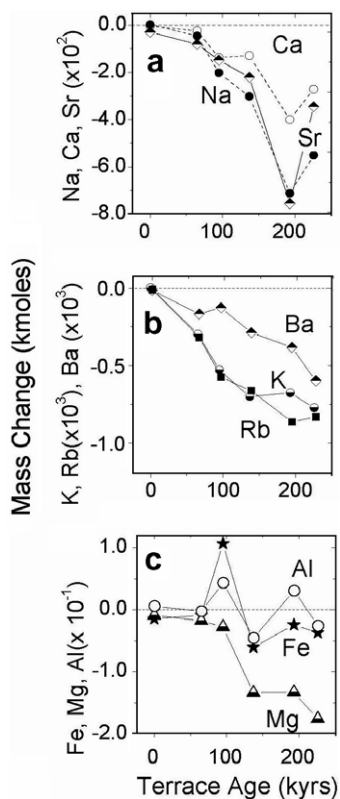 a
0.0
-2.0
-4.0
-6.0
-8.0
Na, Ca, Sr (x10²)
Ca
Na
Sr
0 100 200
Mass Change (kmoles)
b
0.0
-0.5
-1.0
K, Rb(x10³), Ba (x10³)
Ba
K
Rb
0 100 200
c
1.0
0.0
-1.0
-2.0
Fe, Mg, Al(x 10⁻¹)
Al
Fe
Mg
0 100 200
Terrace Age (kyrs)